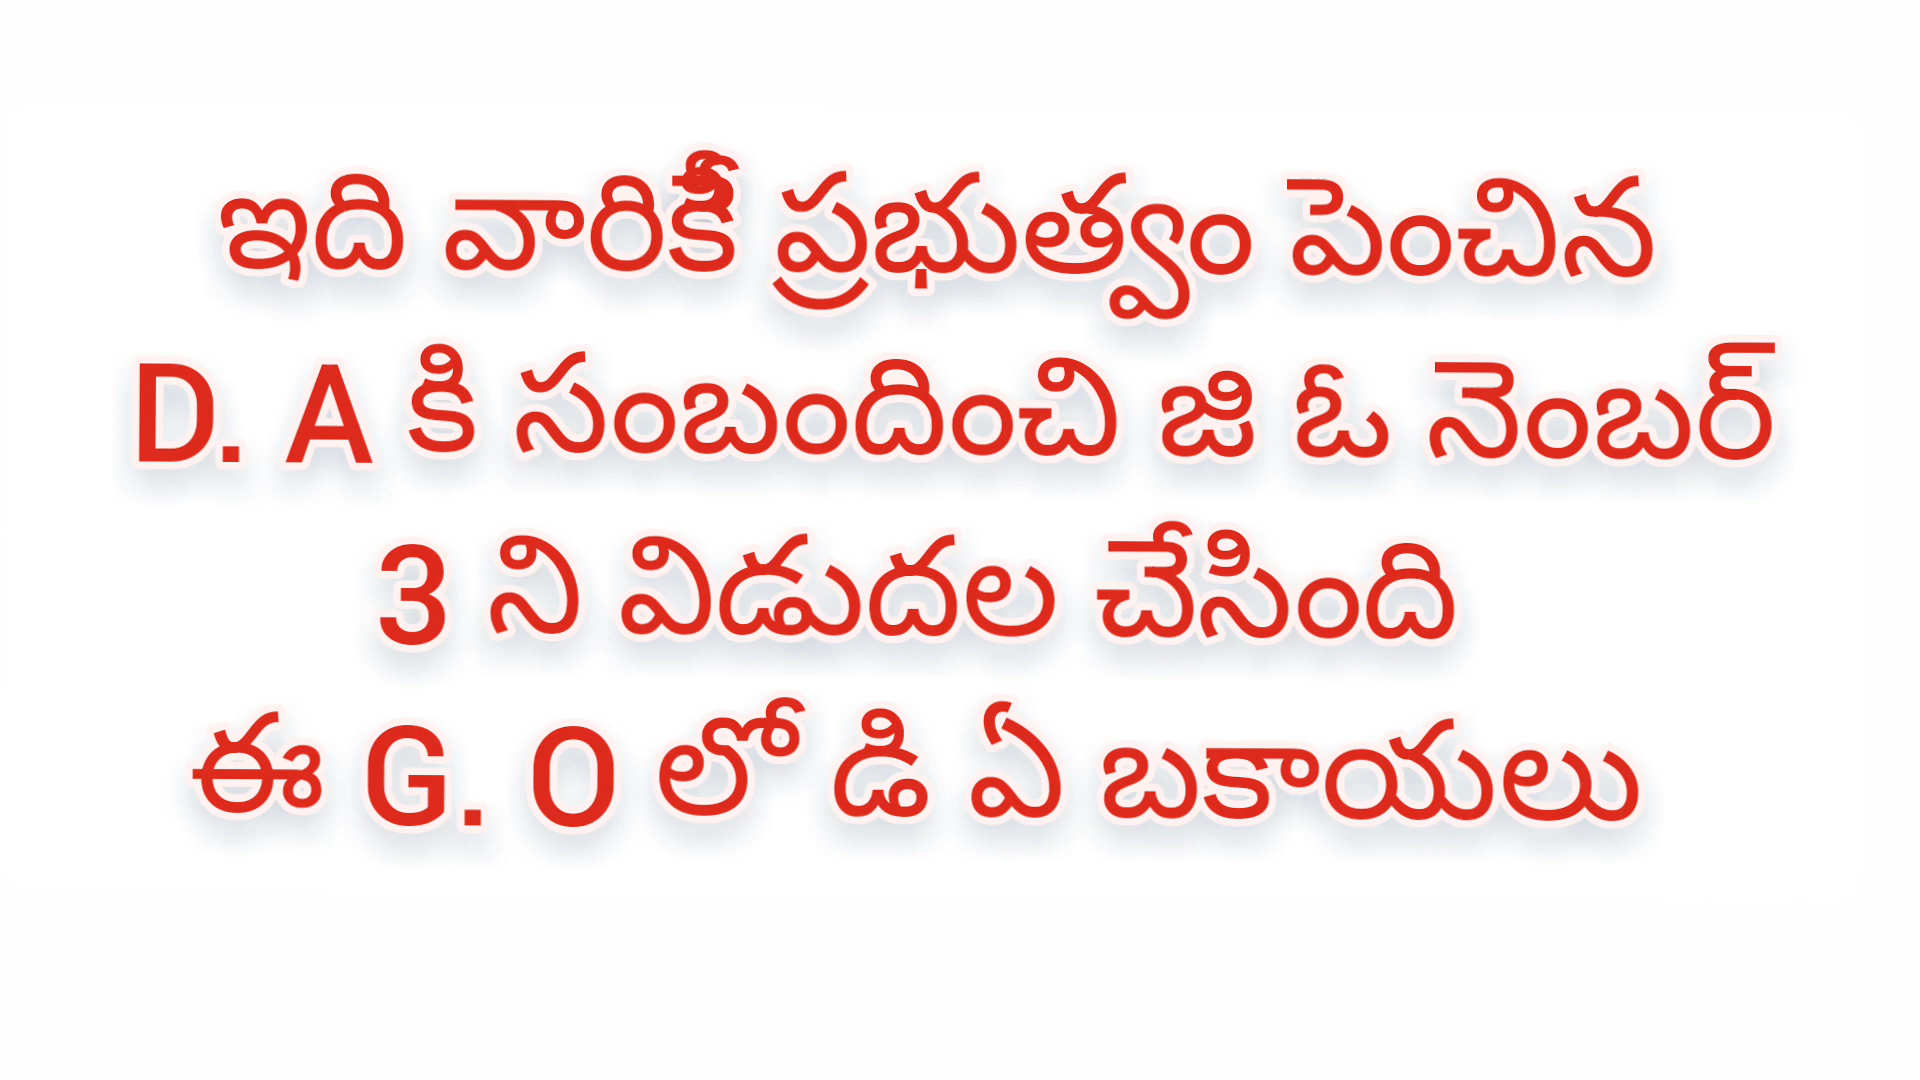 ఇది వారికీ ప్రభుత్వం పెంచిన
D. A కి సంబందించి జి ఓ నెంబర్
3 ని విడుదల చేసింది
ఈ G. O లో డి ఏ బకాయలు